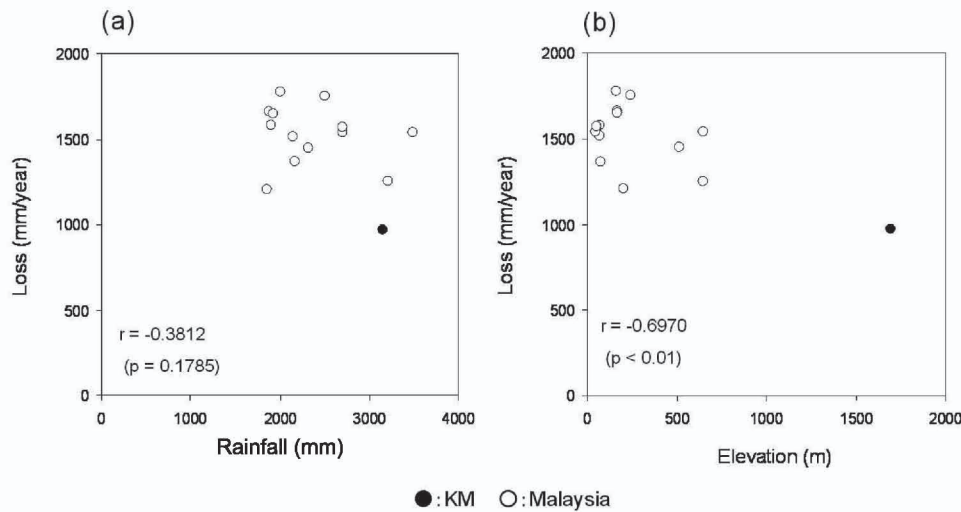 (a)
2000
1500
1000
500
0
Loss (mm/year)
r = -0.3812
(p = 0.1785)
0 1000 2000 3000 4000
Rainfall (mm)
(b)
2000
1500
1000
500
0
Loss (mm/year)
r = -0.6970
(p < 0.01)
0 500 1000 1500 2000
Elevation (m)
●: KM ○: Malaysia